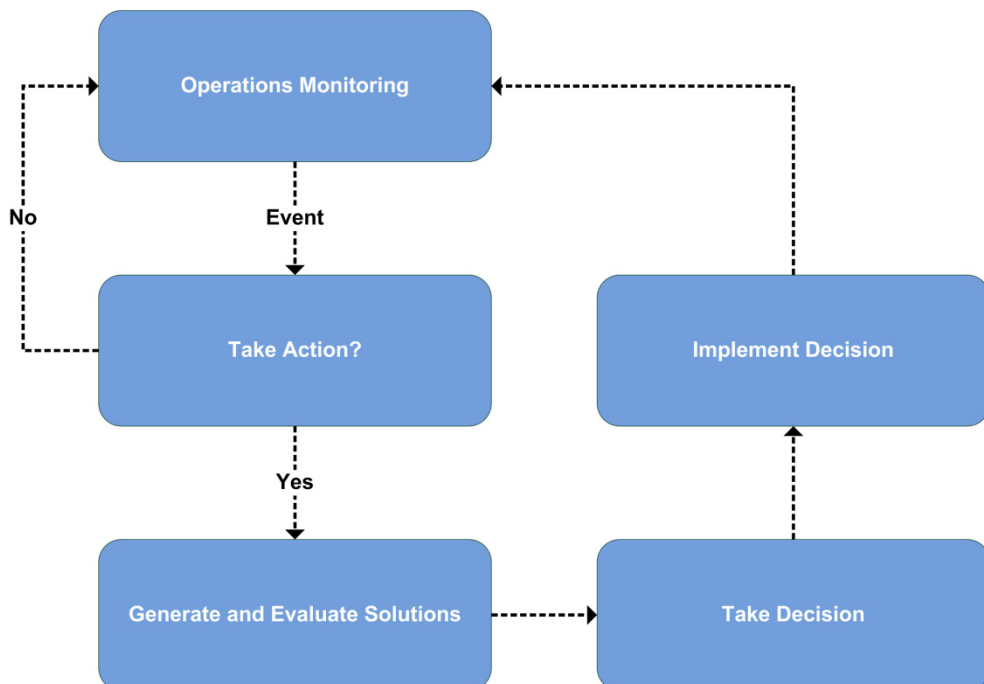 Operations Monitoring
No
Event
Take Action?
Implement Decision
Yes
Generate and Evaluate Solutions
Take Decision